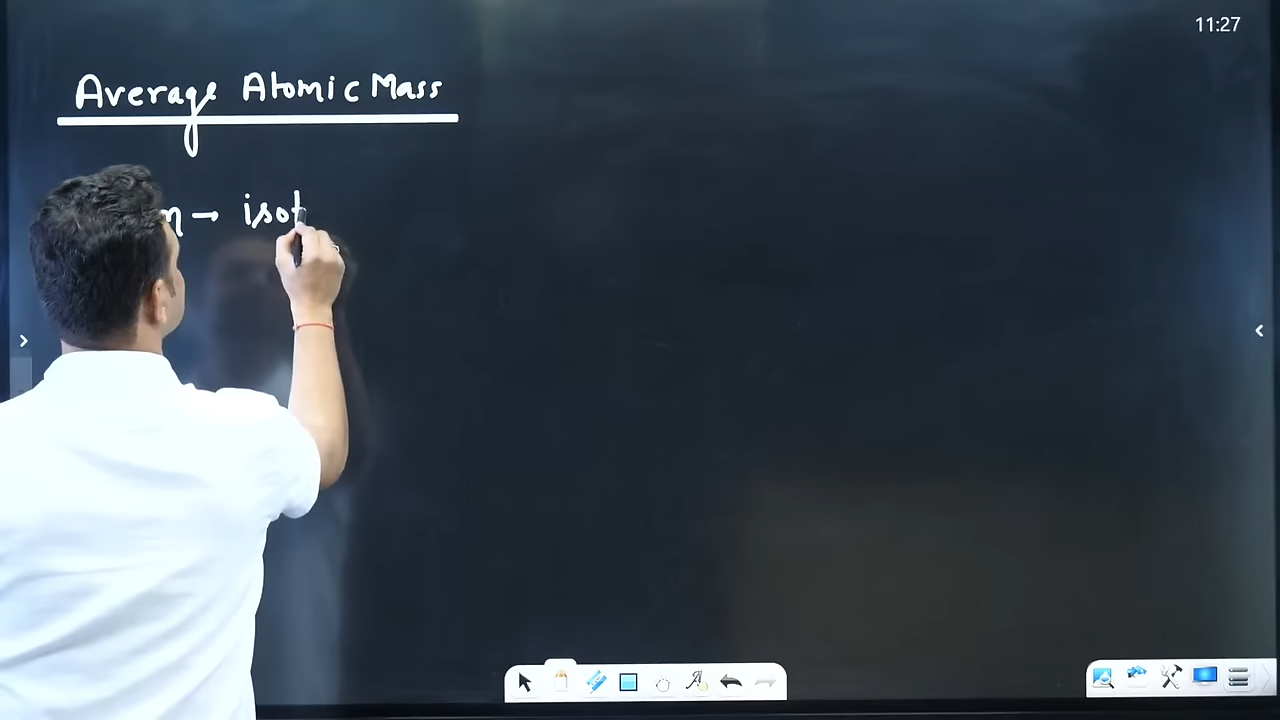 11:27
Average Atomic Mass
→ isot